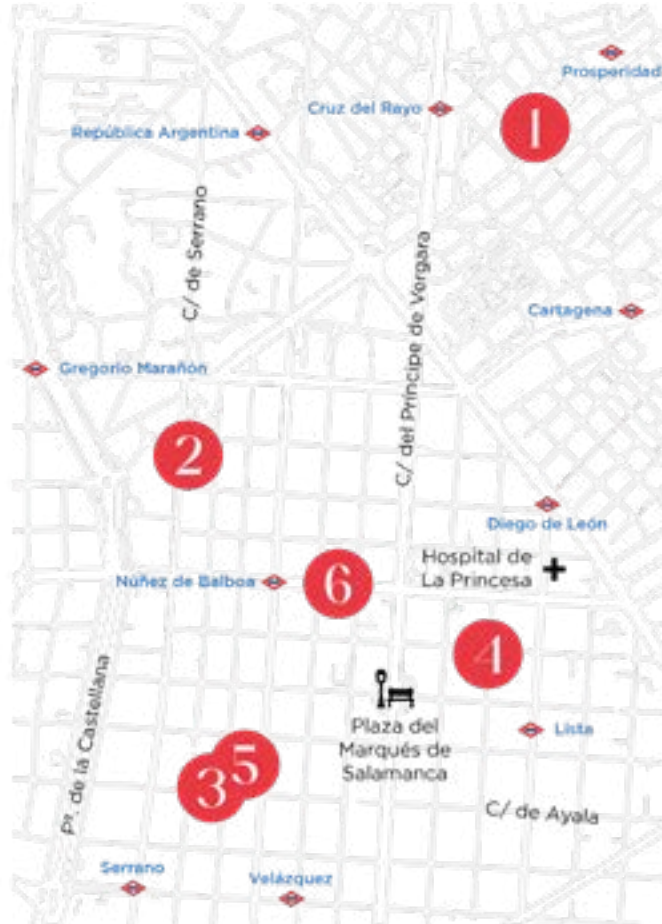 Prosperidad
Cruz del Rayo
1
República Argentina
C/ de Serrano
C/ del Príncipe de Vergara
Cartagena
Gregorio Marañón
2
Diego de León
Hospital de
La Princesa
Núñez de Balboa
6
4
Pº. de la Castellana
Plaza del
Marqués de
Salamanca
Lista
5
3
C/ de Ayala
Serrano
Velázquez